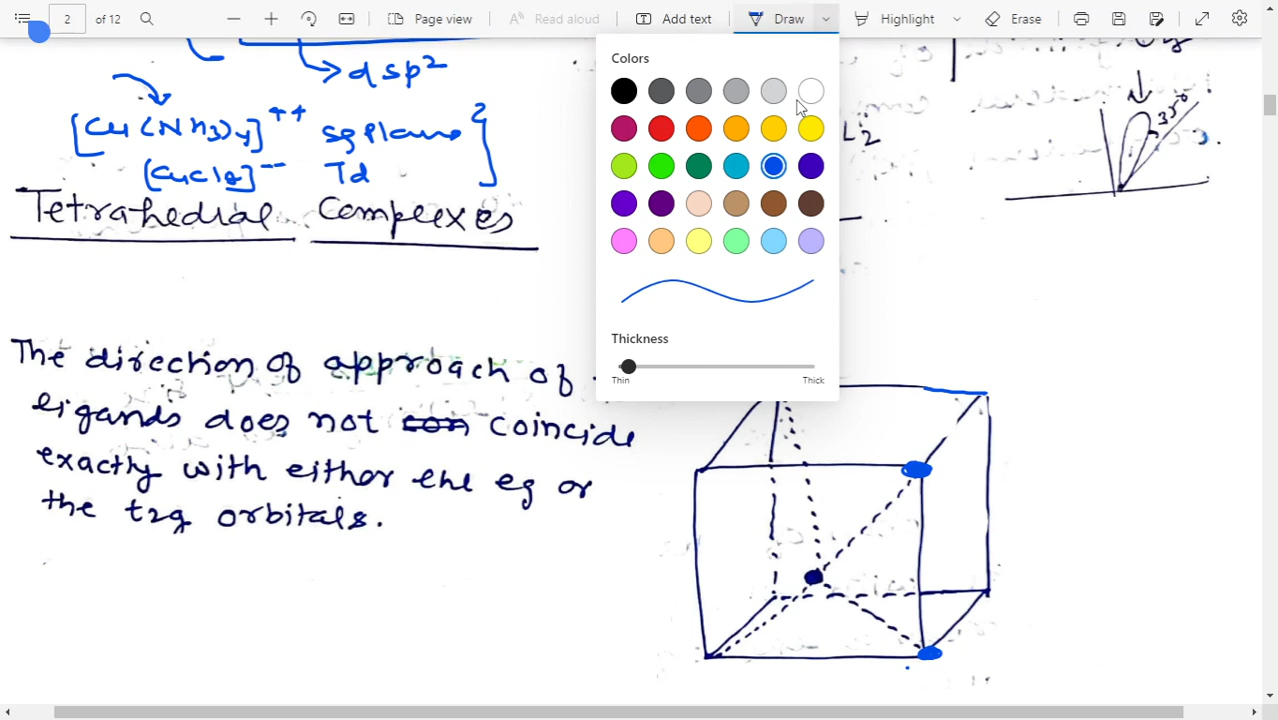 2 of 12 Page view Read aloud Add text Draw Highlight Erase
Colors
Thickness
Thin Thick
dsp²
[Cu(NH3)4]++ sq plane
[CuCl4]-- Td
L2
35°
Tetrahedial Complexes
The direction of approach of
ligands does not coincide
exactly with either the eg or
the t2g orbitals.